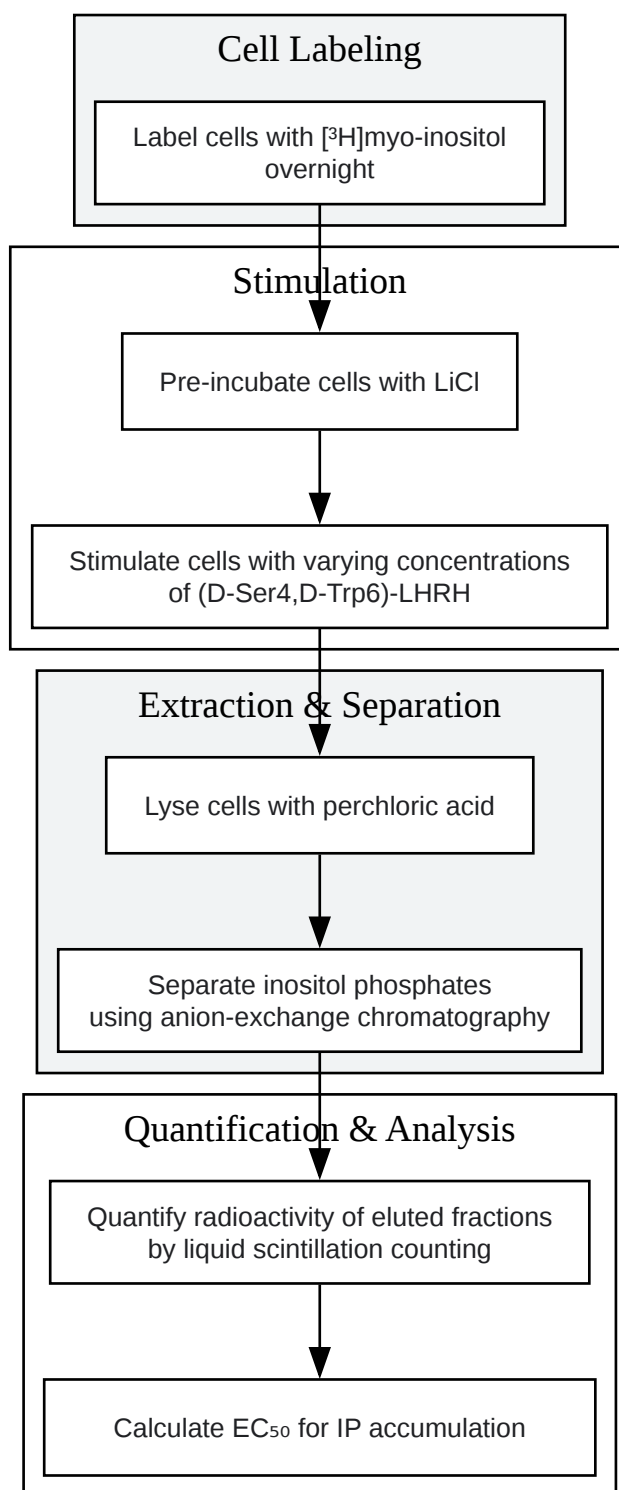 Cell Labeling
Label cells with [³H]myo-inositol
overnight
Stimulation
Pre-incubate cells with LiCl
Stimulate cells with varying concentrations
of (D-Ser4,D-Trp6)-LHRH
Extraction & Separation
Lyse cells with perchloric acid
Separate inositol phosphates
using anion-exchange chromatography
Quantification & Analysis
Quantify radioactivity of eluted fractions
by liquid scintillation counting
Calculate EC₅₀ for IP accumulation